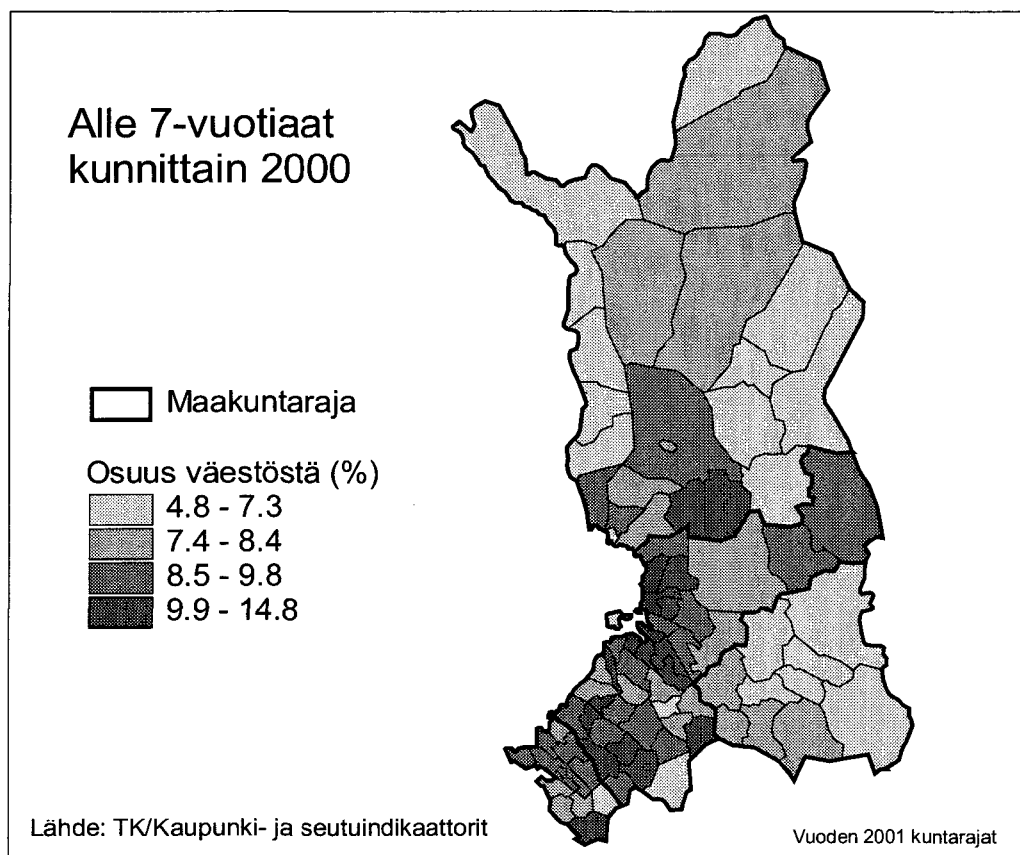 Alle 7-vuotiaat
kunnittain 2000
Maakuntaraja
Osuus väestöstä (%)
4.8 - 7.3
7.4 - 8.4
8.5 - 9.8
9.9 - 14.8
Lähde: TK/Kaupunki- ja seutuindikaattorit
Vuoden 2001 kuntarajat